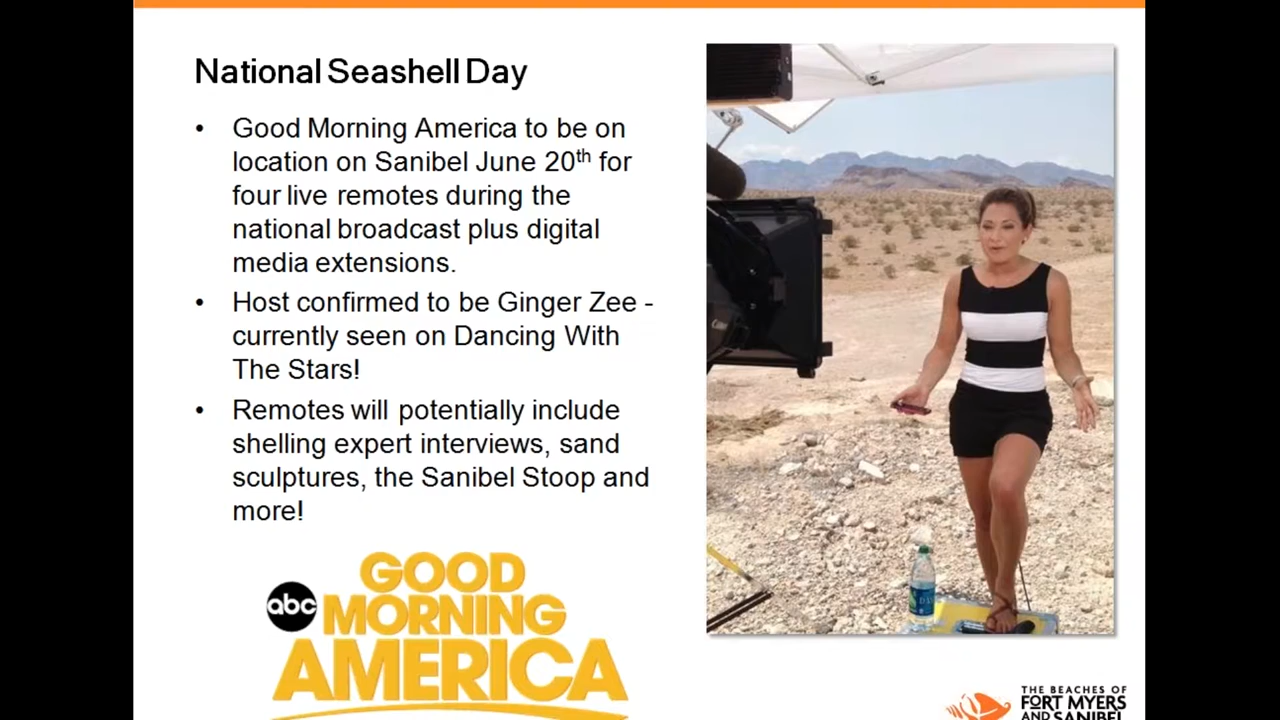 National Seashell Day
• Good Morning America to be on
location on Sanibel June 20th for
four live remotes during the
national broadcast plus digital
media extensions.
• Host confirmed to be Ginger Zee -
currently seen on Dancing With
The Stars!
• Remotes will potentially include
shelling expert interviews, sand
sculptures, the Sanibel Stoop and
more!
abc
GOOD
MORNING
AMERICA
THE BEACHES OF
FORT MYERS
AND SANIBEL